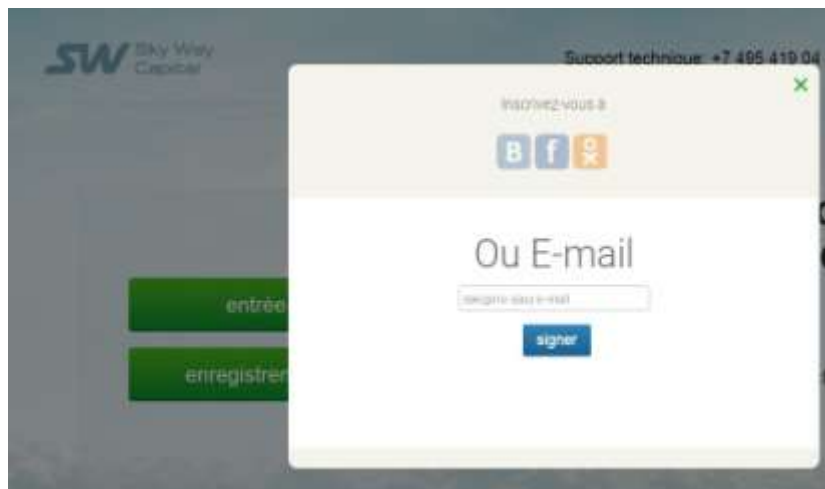 SW Sky Way
Capital
Support technique: +7 495 419 04
Inscrivez-vous à
B f
Ou E-mail
signer
entrée
enregistrer